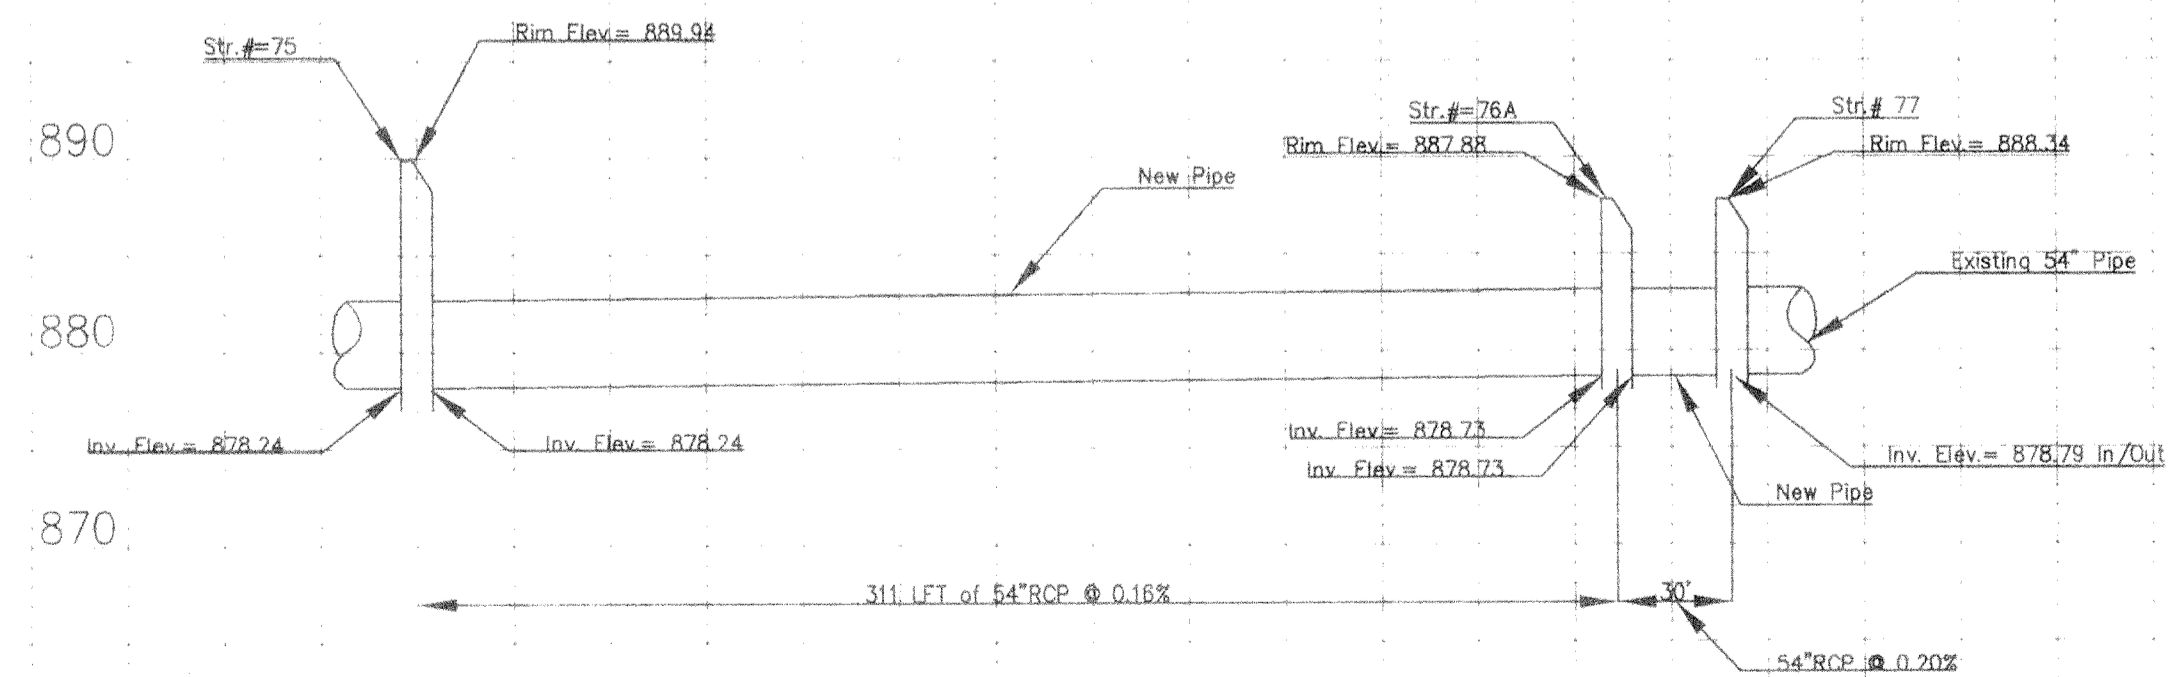 Str.#=75
Rim Elev.= 889.94
890
Str.#=76A
Str.# 77
Rim Elev.= 887.88
Rim Elev.= 888.34
New Pipe
Existing 54" Pipe
880
Inv. Elev.= 878.24
Inv. Elev.= 878.24
Inv. Elev.= 878.73
Inv. Elev.= 878.73
Inv. Elev.= 878.79 In/Out
New Pipe
870
311 LFT of 54"RCP @ 0.16%
30'
54"RCP @ 0.20%